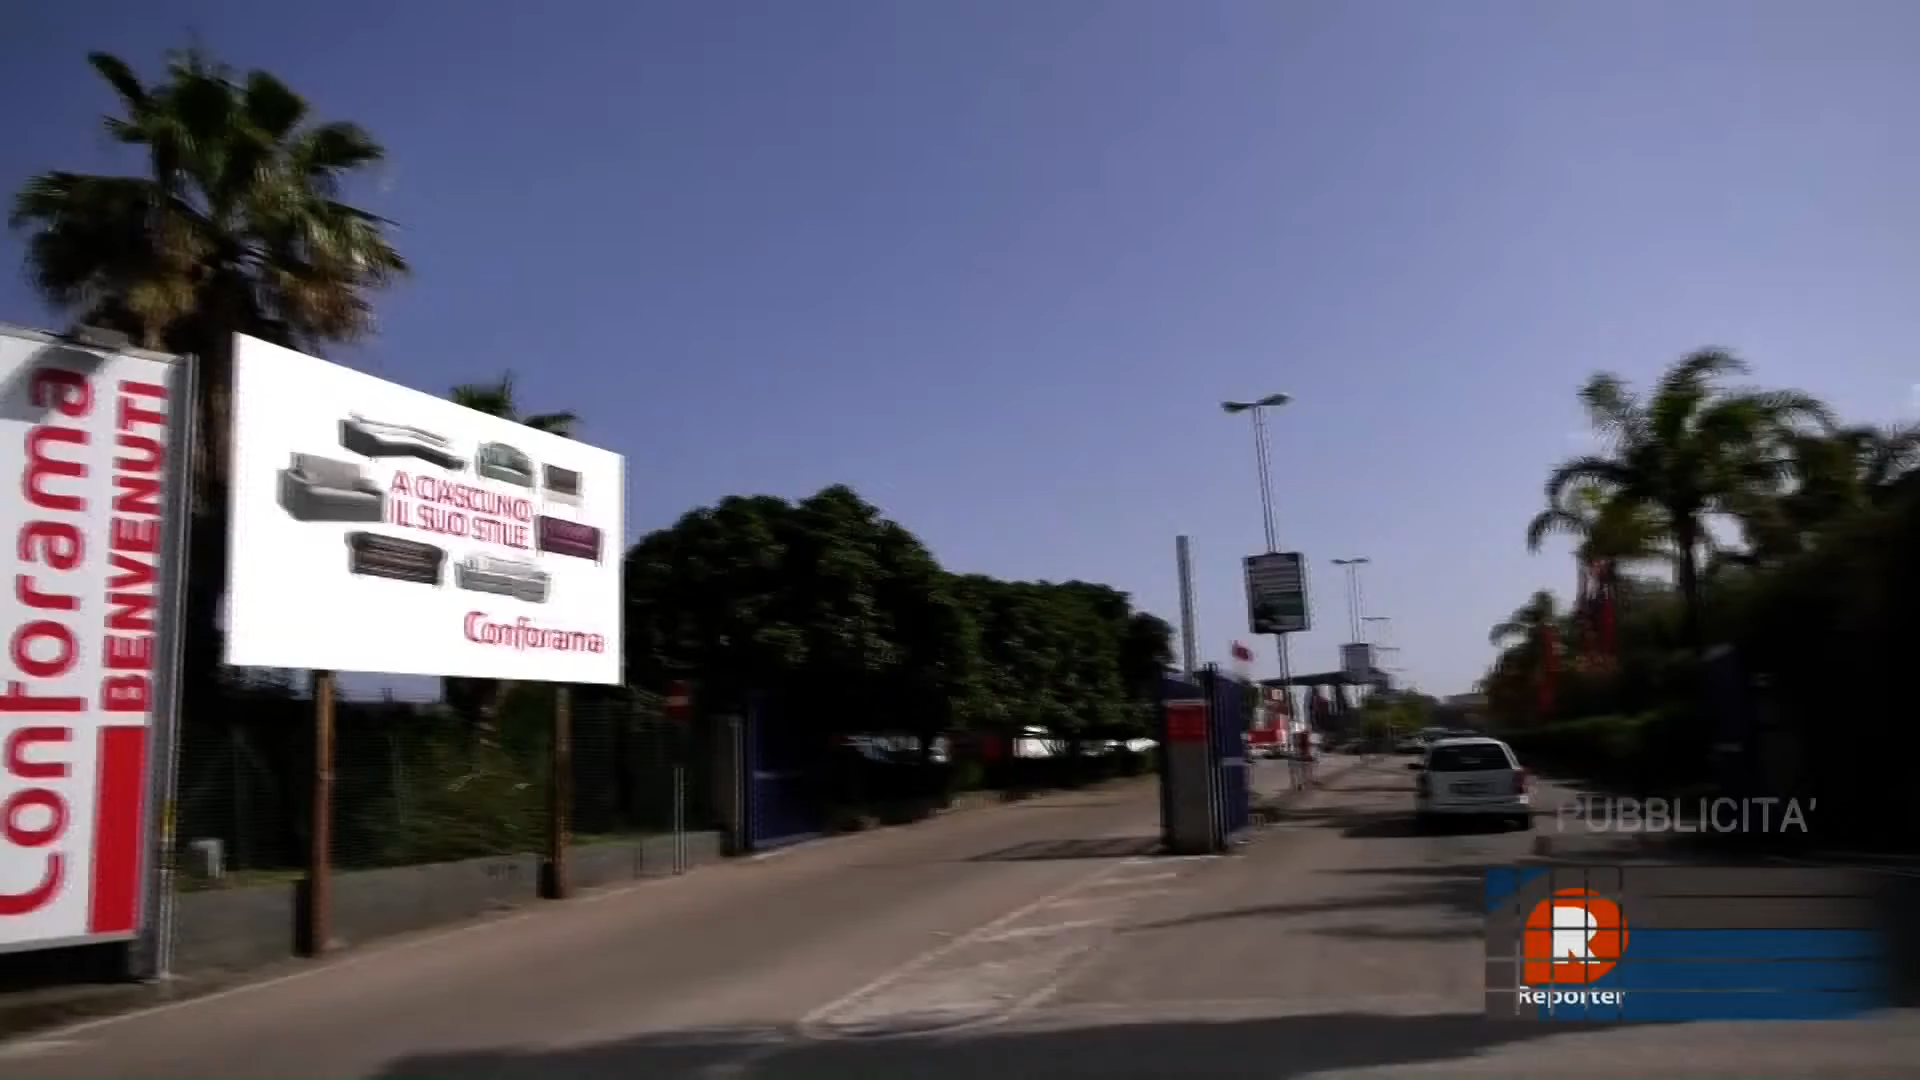 Conforama
BENVENUTI
A CIASCUNO
IL SUO STILE
Conforama
PUBBLICITA'
R
Reporter